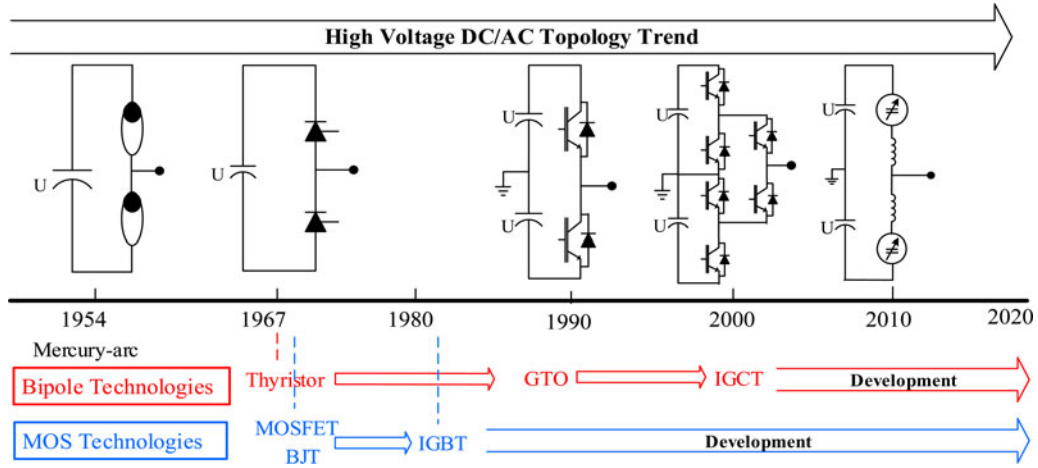 High Voltage DC/AC Topology Trend
U
U
U
U
U
U
U
U
1954
1967
1980
1990
2000
2010
2020
Mercury-arc
Bipole Technologies
Thyristor
GTO
IGCT
Development
MOS Technologies
MOSFET
BJT
IGBT
Development